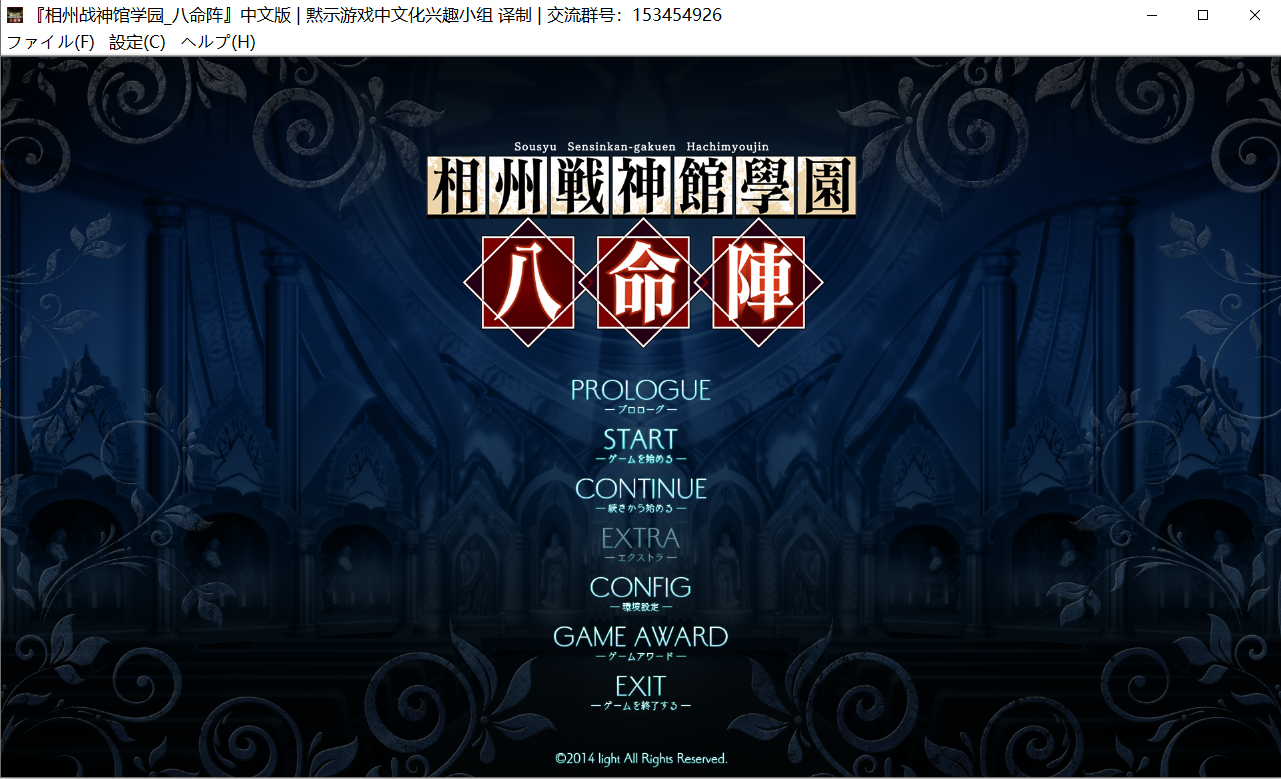 『相州战神馆学园_八命阵』中文版 | 默示游戏中文化兴趣小组 译制 | 交流群号：153454926
ファイル(F) 設定(C) ヘルプ(H)
Sousyu Sensinkan-gakuen Hachimyoujin
相州戦神館學園
八命陣
PROLOGUE
─ プロローグ ─
START
─ ゲームを始める ─
CONTINUE
─ 続きから始める ─
EXTRA
─ エクストラ ─
CONFIG
─ 環境設定 ─
GAME AWARD
─ ゲームアワード ─
EXIT
─ ゲームを終了する ─
©2014 light All Rights Reserved.